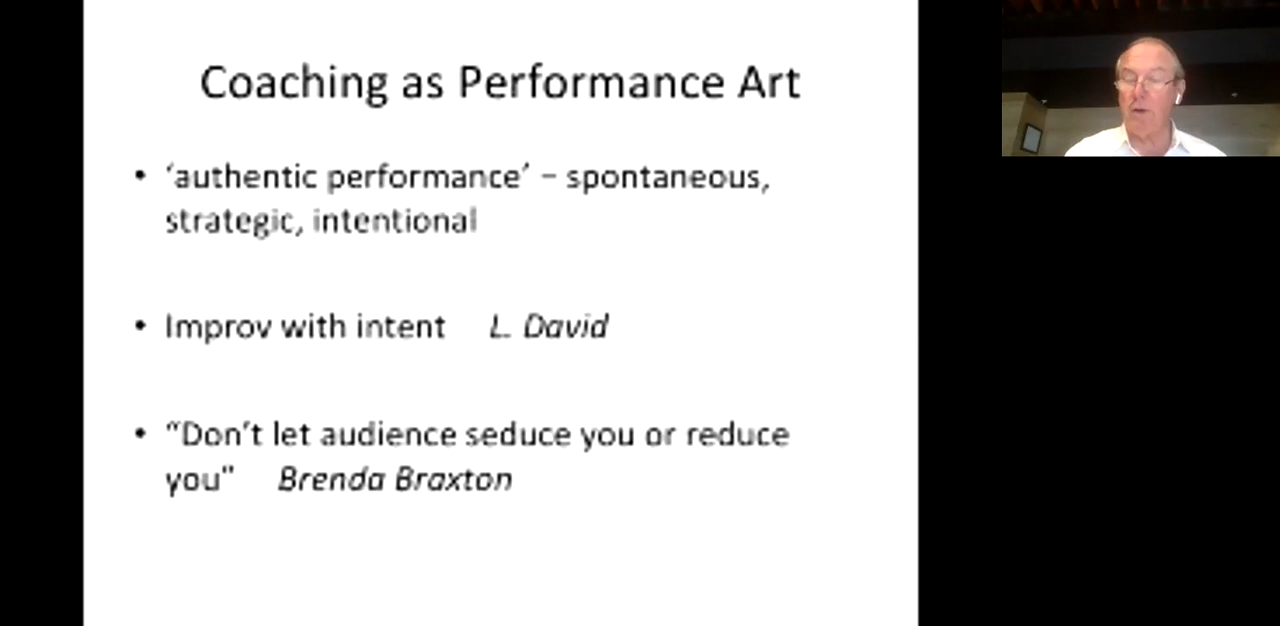 Coaching as Performance Art
• ‘authentic performance’ – spontaneous,
strategic, intentional
• Improv with intent L. David
• “Don’t let audience seduce you or reduce
you” Brenda Braxton